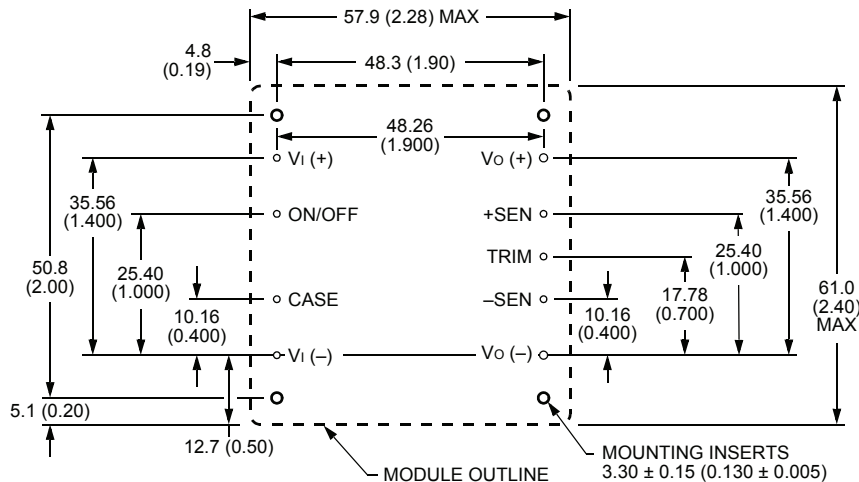 57.9 (2.28) MAX
4.8
(0.19)
48.3 (1.90)
48.26
(1.900)
VI (+)
VO (+)
35.56
(1.400)
35.56
(1.400)
ON/OFF
+SEN
50.8
(2.00)
25.40
(1.000)
TRIM
25.40
(1.000)
61.0
(2.40)
MAX
10.16
(0.400)
CASE
–SEN
10.16
(0.400)
17.78
(0.700)
VI (–)
VO (–)
5.1 (0.20)
12.7 (0.50)
MODULE OUTLINE
MOUNTING INSERTS
3.30 ± 0.15 (0.130 ± 0.005)